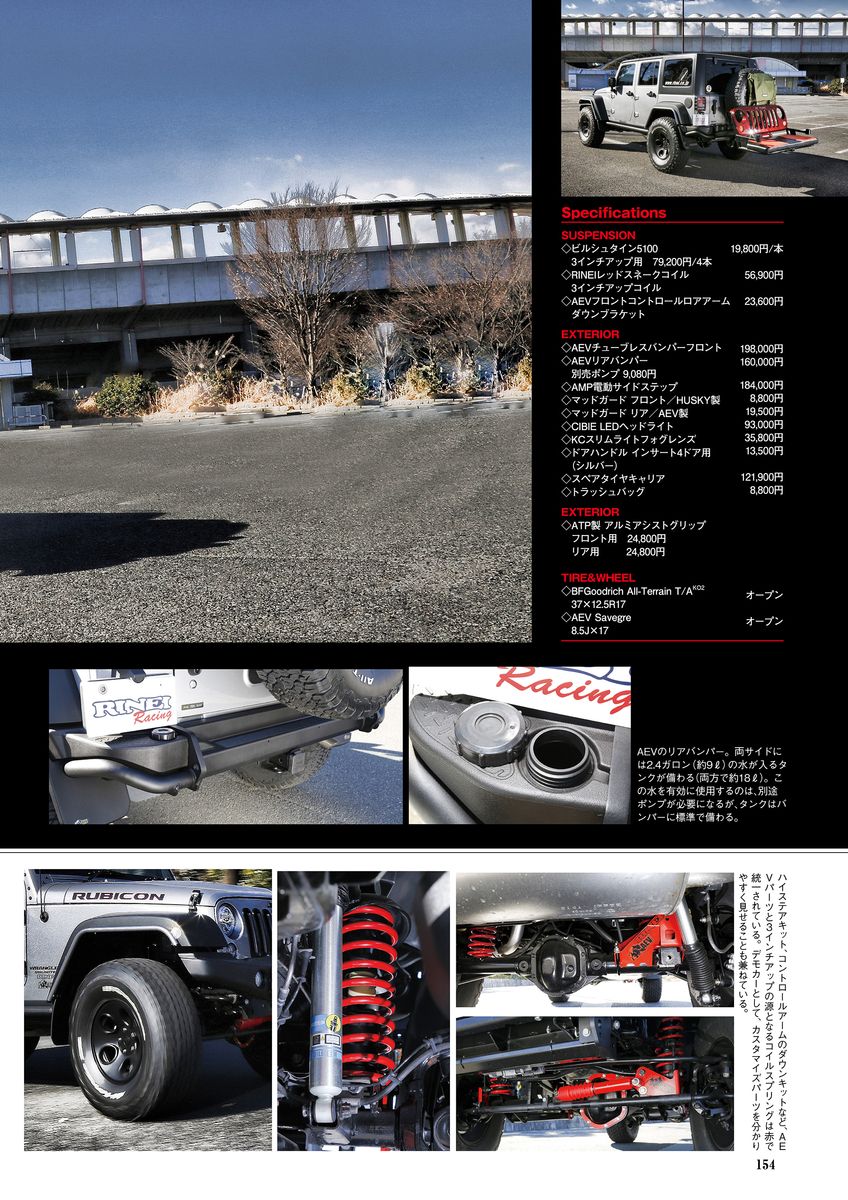 www.rinei.co.jp
Specifications
SUSPENSION
◇ビルシュタイン5100 19,800円/本
3インチアップ用 79,200円/4本
◇RINEIレッドスネークコイル 56,900円
3インチアップコイル
◇AEVフロントコントロールロアアーム 23,600円
ダウンブラケット
EXTERIOR
◇AEVチューブレスバンパーフロント 198,000円
◇AEVリアバンパー 160,000円
別売ポンプ 9,080円
◇AMP電動サイドステップ 184,000円
◇マッドガード フロント／HUSKY製 8,800円
◇マッドガード リア／AEV製 19,500円
◇CIBIE LEDヘッドライト 93,000円
◇KCスリムライトフォグレンズ 35,800円
◇ドアハンドル インサート4ドア用 13,500円
（シルバー）
◇スペアタイヤキャリア 121,900円
◇トラッシュバッグ 8,800円
EXTERIOR
◇ATP製 アルミアシストグリップ
フロント用 24,800円
リア用 24,800円
TIRE&WHEEL
◇BFGoodrich All-Terrain T/A KO2 オープン
37×12.5R17
◇AEV Savegre オープン
8.5J×17
RINEI
Racing
Racing
AEVのリアバンパー。両サイドに
は2.4ガロン（約9ℓ）の水が入るタ
ンクが備わる（両方で約18ℓ）。こ
の水を有効に使用するのは、別途
ポンプが必要になるが、タンクはバ
ンパーに標準で備わる。
RUBICON
WRANGLER
AEV
ハイステアキット、コントロールアームのダウンキットなど、AE
Vパーツと3インチアップの源となるコイルスプリングは赤で
統一されている。デモカーとして、カスタマイズパーツを分かり
やすく見せることも兼ねている。
154